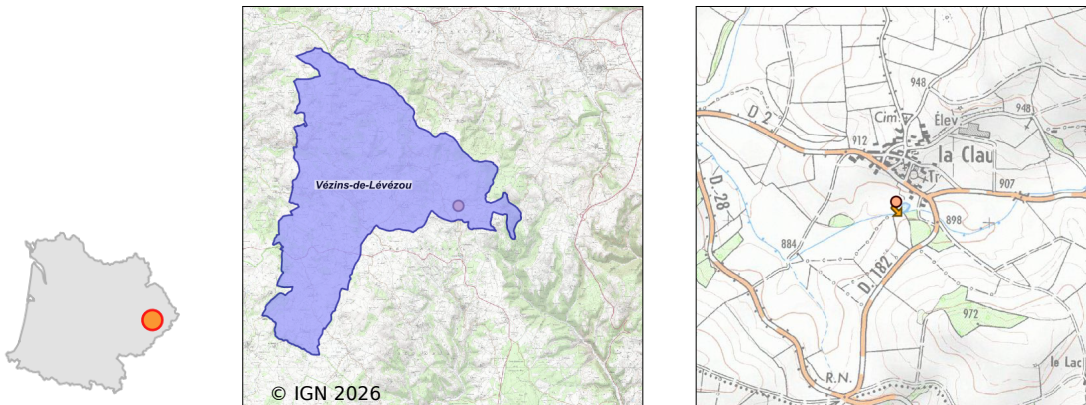 Vézins-de-Lévézou
© IGN 2026
948
Cim.
Élev
948
D 2
912
la Clau
Tr
907
D. 28
898
884
D. 182
972
R.N.
le Lac